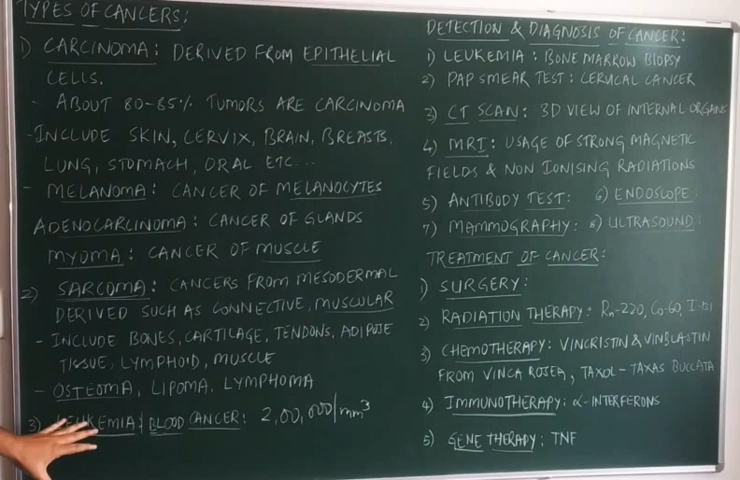 TYPES OF CANCERS:
1) CARCINOMA: DERIVED FROM EPITHELIAL
CELLS.
- ABOUT 80-85% TUMORS ARE CARCINOMA
- INCLUDE SKIN, CERVIX, BRAIN, BREASTS,
LUNG, STOMACH, ORAL ETC...
- MELANOMA: CANCER OF MELANOCYTES
ADENOCARCINOMA: CANCER OF GLANDS
MYOMA: CANCER OF MUSCLE
2) SARCOMA: CANCERS FROM MESODERMAL
DERIVED SUCH AS CONNECTIVE, MUSCULAR
- INCLUDE BONES, CARTILAGE, TENDONS, ADIPOSE
TISSUE, LYMPHOID, MUSCLE
- OSTEOMA, LIPOMA, LYMPHOMA
3) LEUKEMIA & BLOOD CANCER: 2,00,000/mm³
DETECTION & DIAGNOSIS OF CANCER:
1) LEUKEMIA: BONE MARROW BIOPSY
2) PAP SMEAR TEST: CERVICAL CANCER
3) CT SCAN: 3D VIEW OF INTERNAL ORGANS
4) MRI: USAGE OF STRONG MAGNETIC
FIELDS & NON IONISING RADIATIONS
5) ANTIBODY TEST: 6) ENDOSCOPE:
7) MAMMOGRAPHY: 8) ULTRASOUND:
TREATMENT OF CANCER:
1) SURGERY:
2) RADIATION THERAPY: Rn-220, Co-60, I-131
3) CHEMOTHERAPY: VINCRISTIN & VINBLASTIN
FROM VINCA ROSEA, TAXOL - TAXAS BUCCATA
4) IMMUNOTHERAPY: α-INTERFERONS
5) GENE THERAPY: TNF